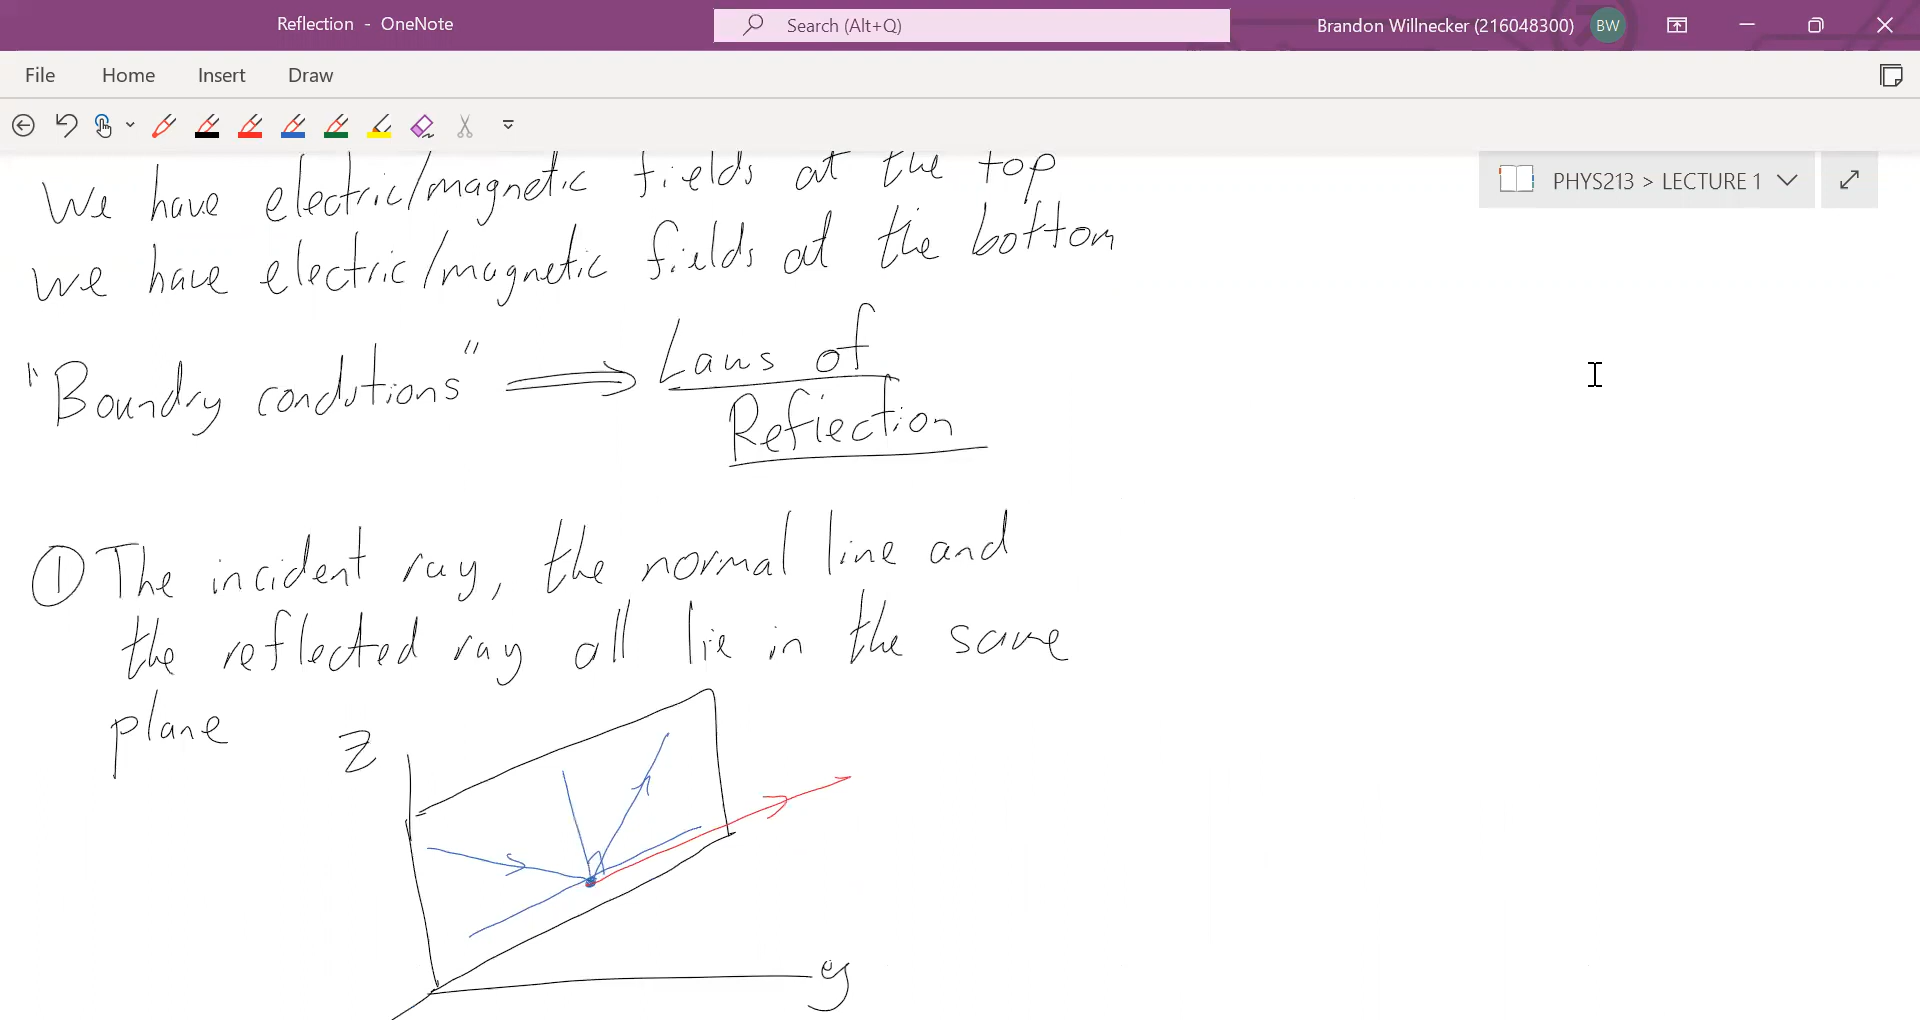 Reflection - OneNote
Search (Alt+Q)
Brandon Willnecker (216048300)
BW
File Home Insert Draw
PHYS213 > LECTURE 1
We have electric/magnetic fields at the top
we have electric/magnetic fields at the bottom
"Boundry conditions" ⟹ Laws of
Reflection
① The incident ray, the normal line and
the reflected ray all lie in the same
plane
z
y